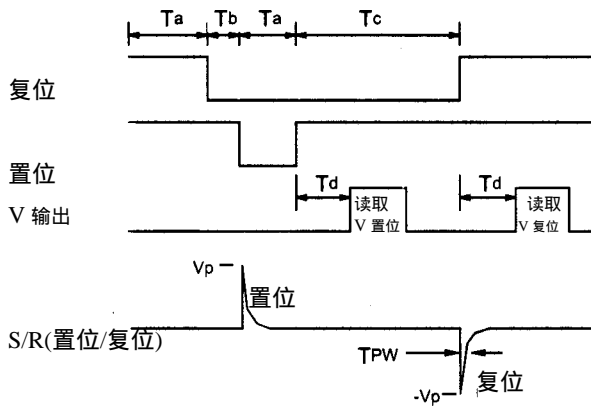 Ta Tb Ta Tc
复位
置位
Td Td
V 输出
读取
V 置位
读取
V 复位
Vp
置位
S/R(置位/复位)
TPW
复位
-Vp